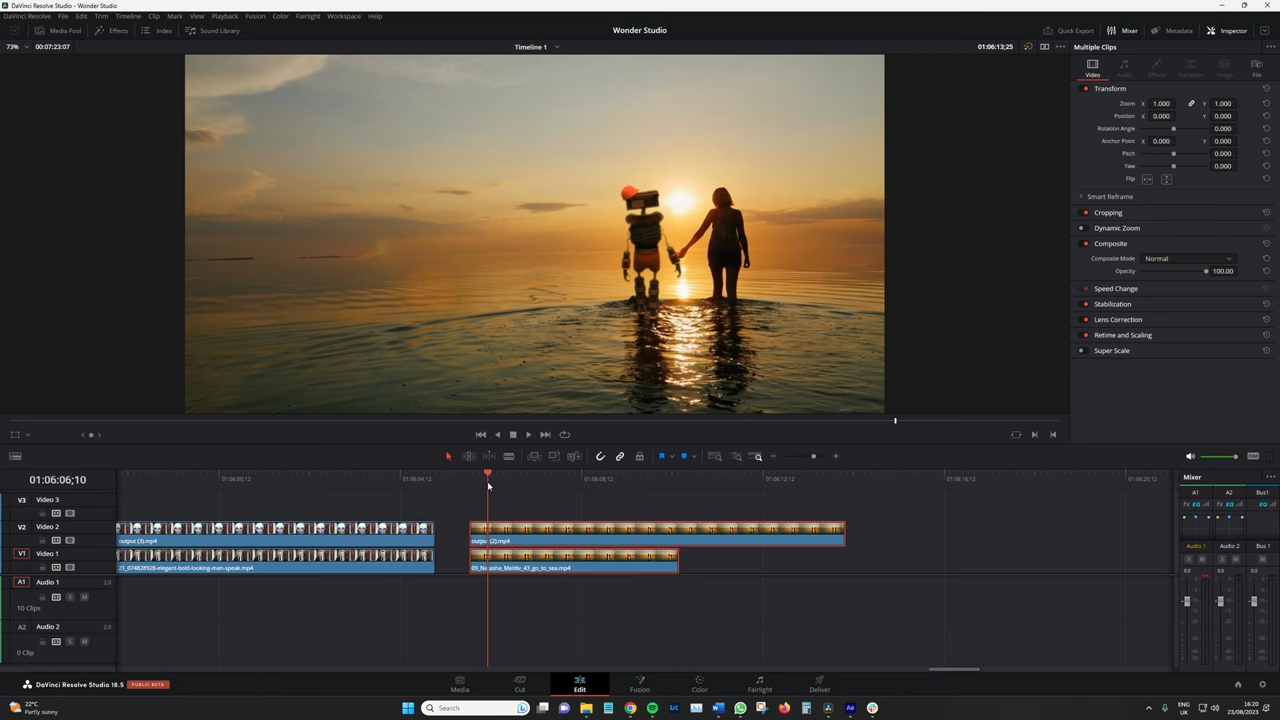 DaVinci Resolve Studio - Wonder Studio
DaVinci Resolve File Edit Trim Timeline Clip Mark View Playback Fusion Color Fairlight Workspace Help
Media Pool Effects Index Sound Library Wonder Studio Quick Export Mixer Metadata Inspector
73% 00:07:23:07 Timeline 1 01:06:13;25 Multiple Clips
Video Audio Effects Transition Image File
Transform
Zoom X 1.000 Y 1.000
Position X 0.000 Y 0.000
Rotation Angle 0.000
Anchor Point X 0.000 Y 0.000
Pitch 0.000
Yaw 0.000
Flip
Smart Reframe
Cropping
Dynamic Zoom
Composite
Composite Mode Normal
Opacity 100.00
Speed Change
Stabilization
Lens Correction
Retime and Scaling
Super Scale
01:06:06;10 01:06:00;12 01:06:04;12 01:06:08;12 01:06:12;12 01:06:16;12 01:06:20;12
Mixer
A1 A2 Bus1
V3 Video 3
V2 Video 2
output (3).mp4 output (2).mp4
V1 Video 1
21_074828928-elegant-bold-looking-man-speak.mp4 09_Natasha_Maldiv_43_go_to_sea.mp4
Audio 1 Audio 2 Bus 1
0.0 0.0 0.0
A1 Audio 1 2.0
S M
10 Clips
A2 Audio 2 2.0
S M
0 Clip
DaVinci Resolve Studio 18.5 PUBLIC BETA
Media Cut Edit Fusion Color Fairlight Deliver
22°C
Partly sunny
Search
ENG
UK
16:20
23/08/2023